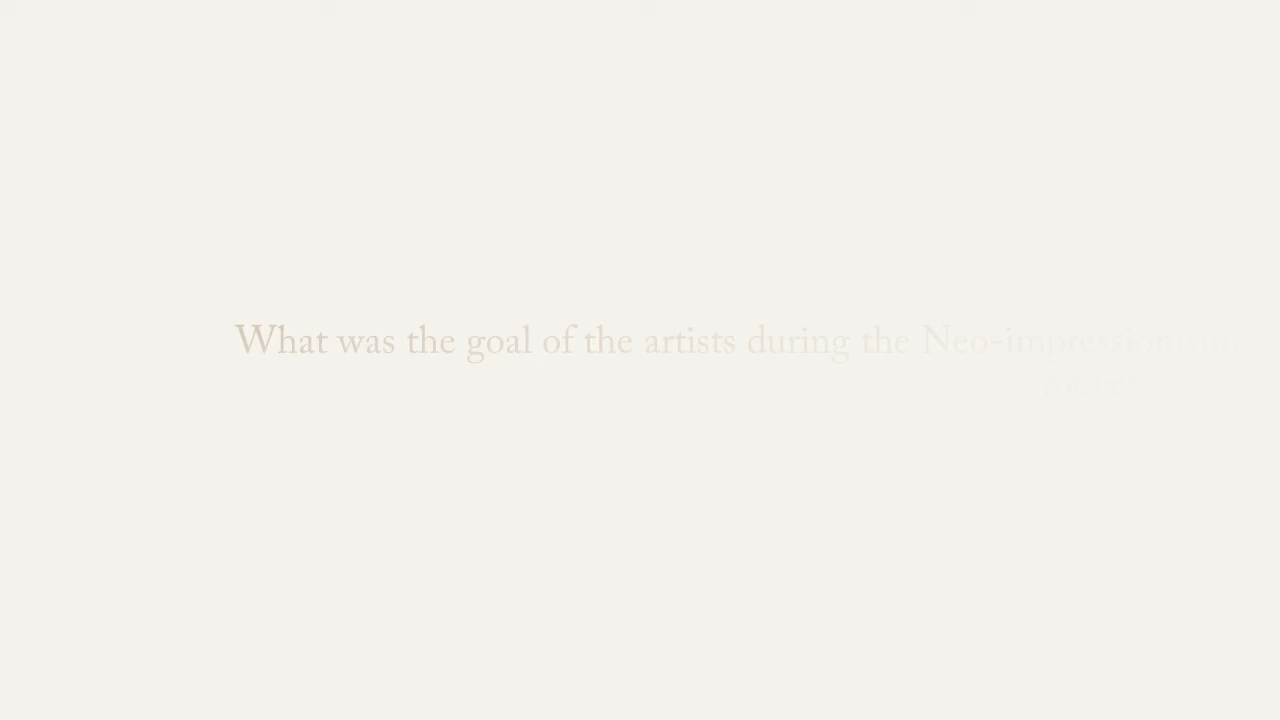 What was the goal of the artists during the Neo-impressionism